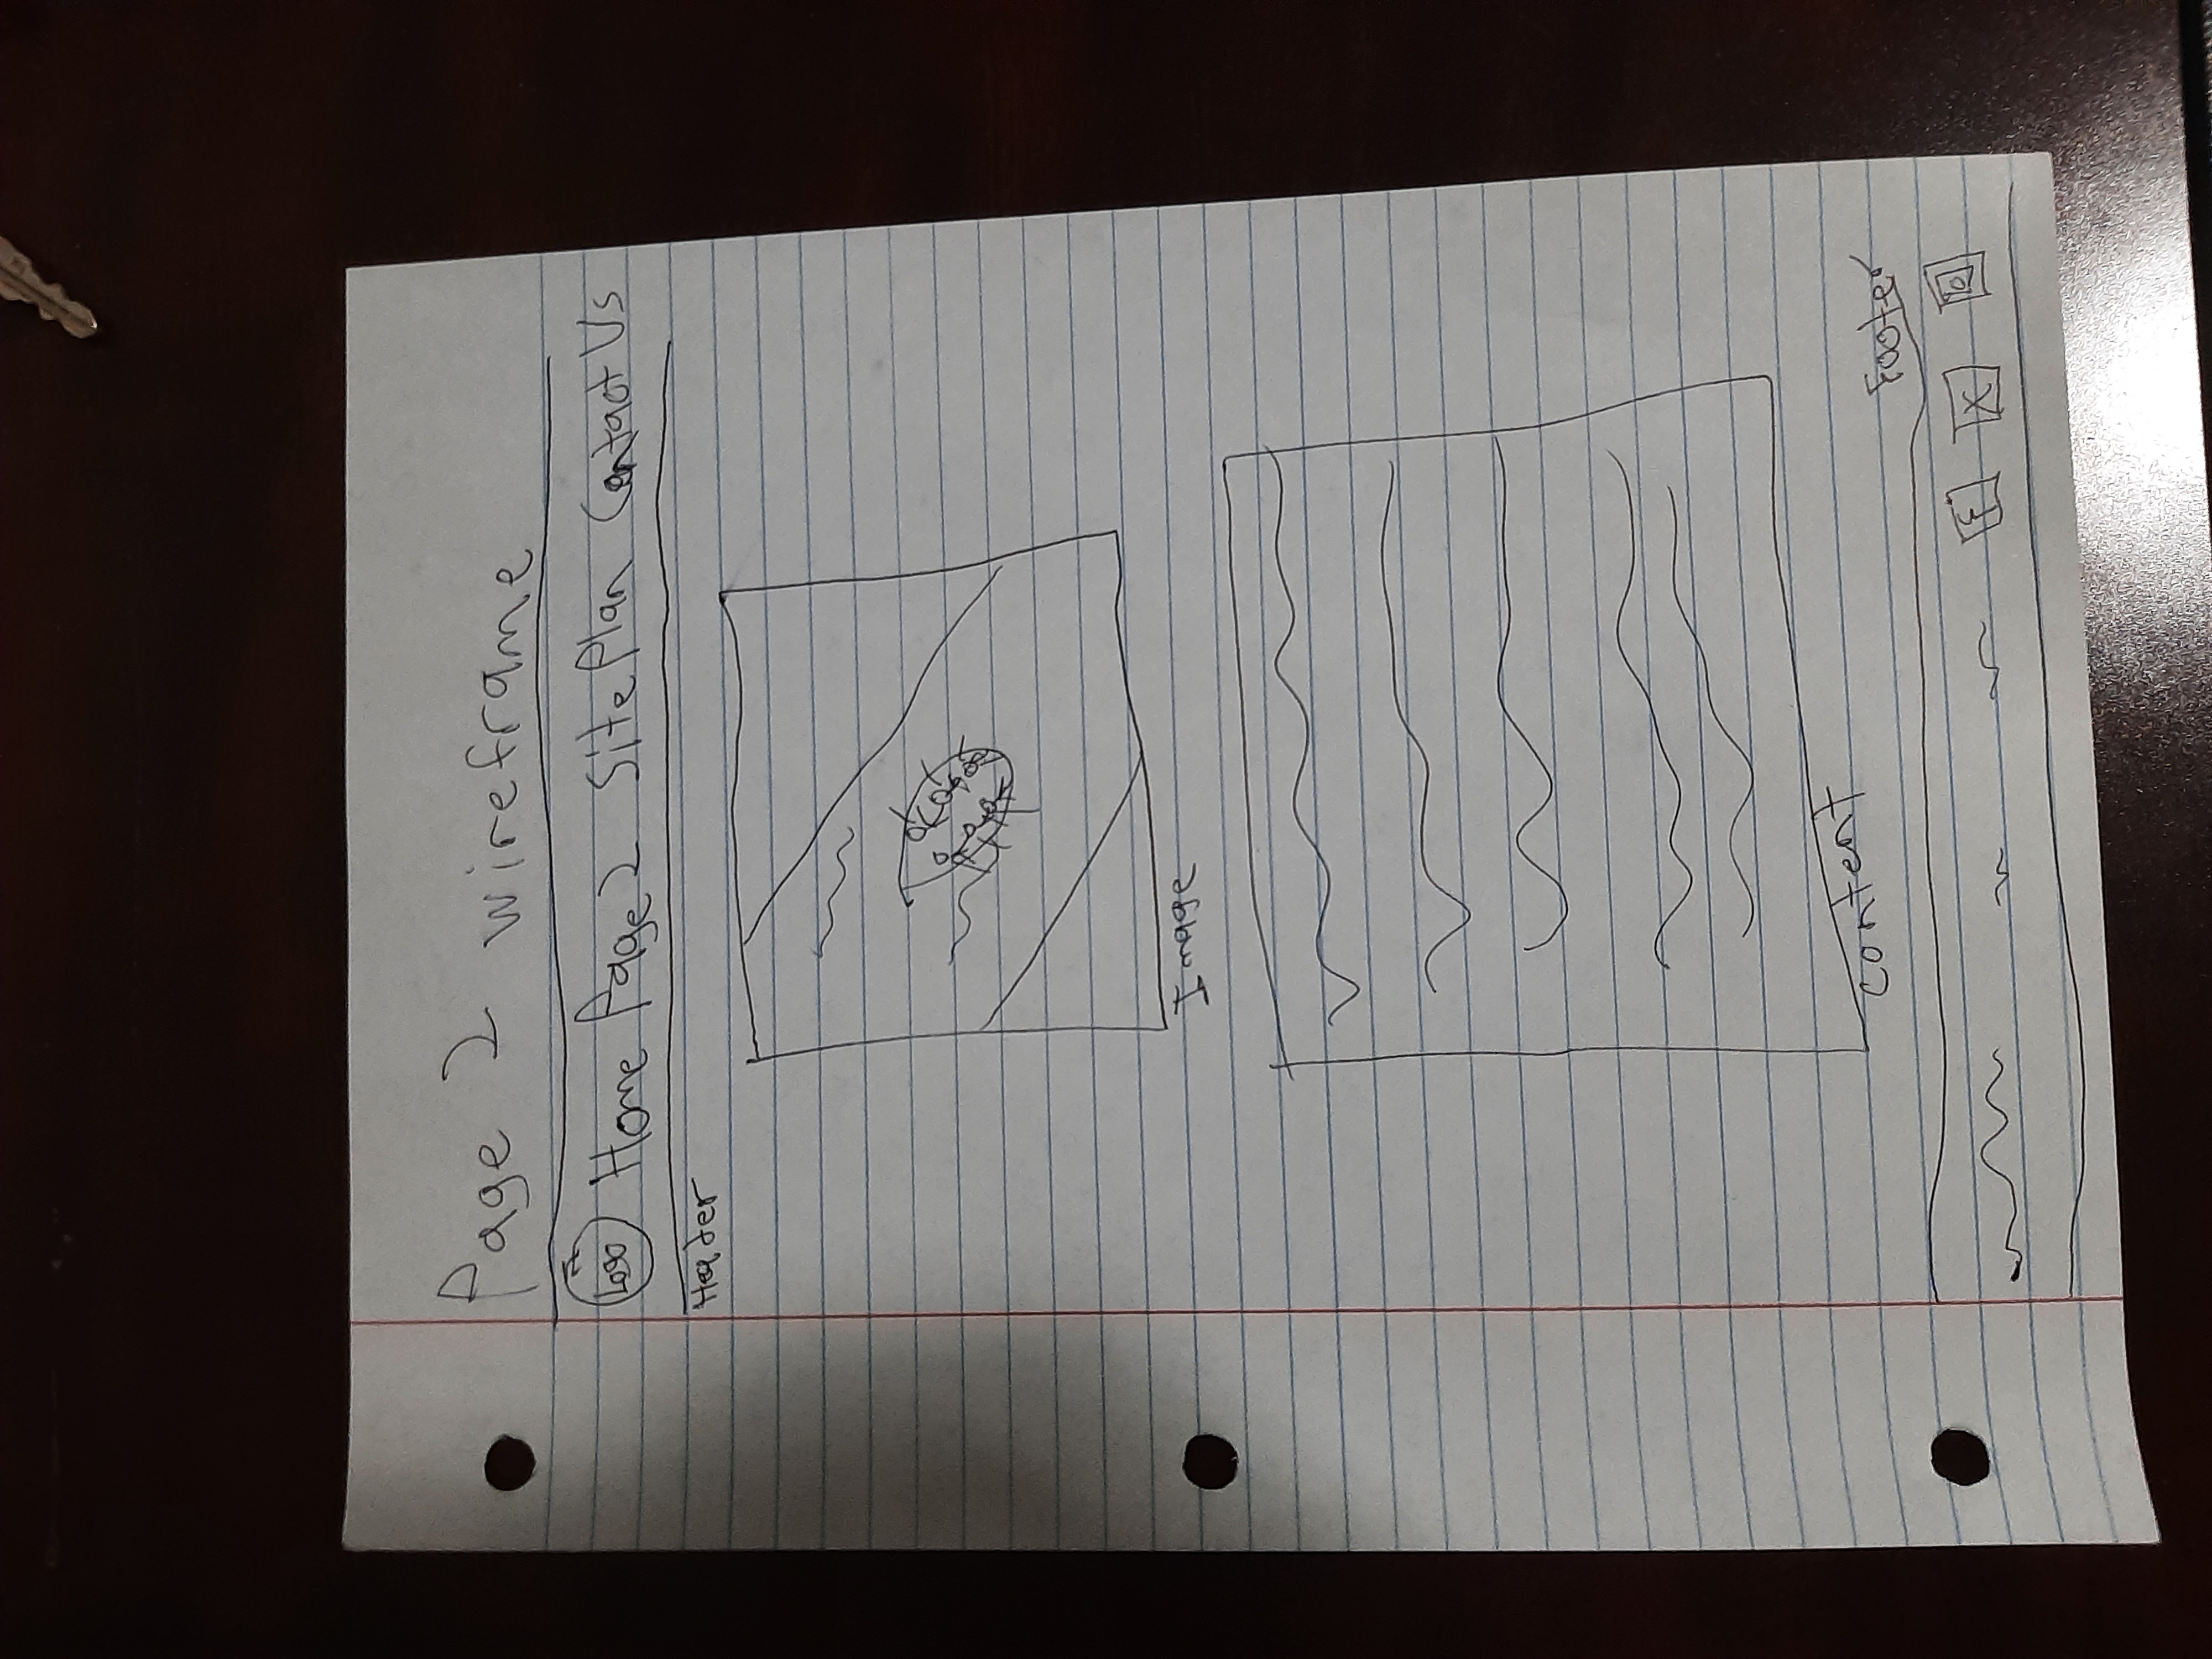 Page 2 wireframe
Logo Home Page 2 Site Plan Contact Us
Header
Image
content
Footer
f X